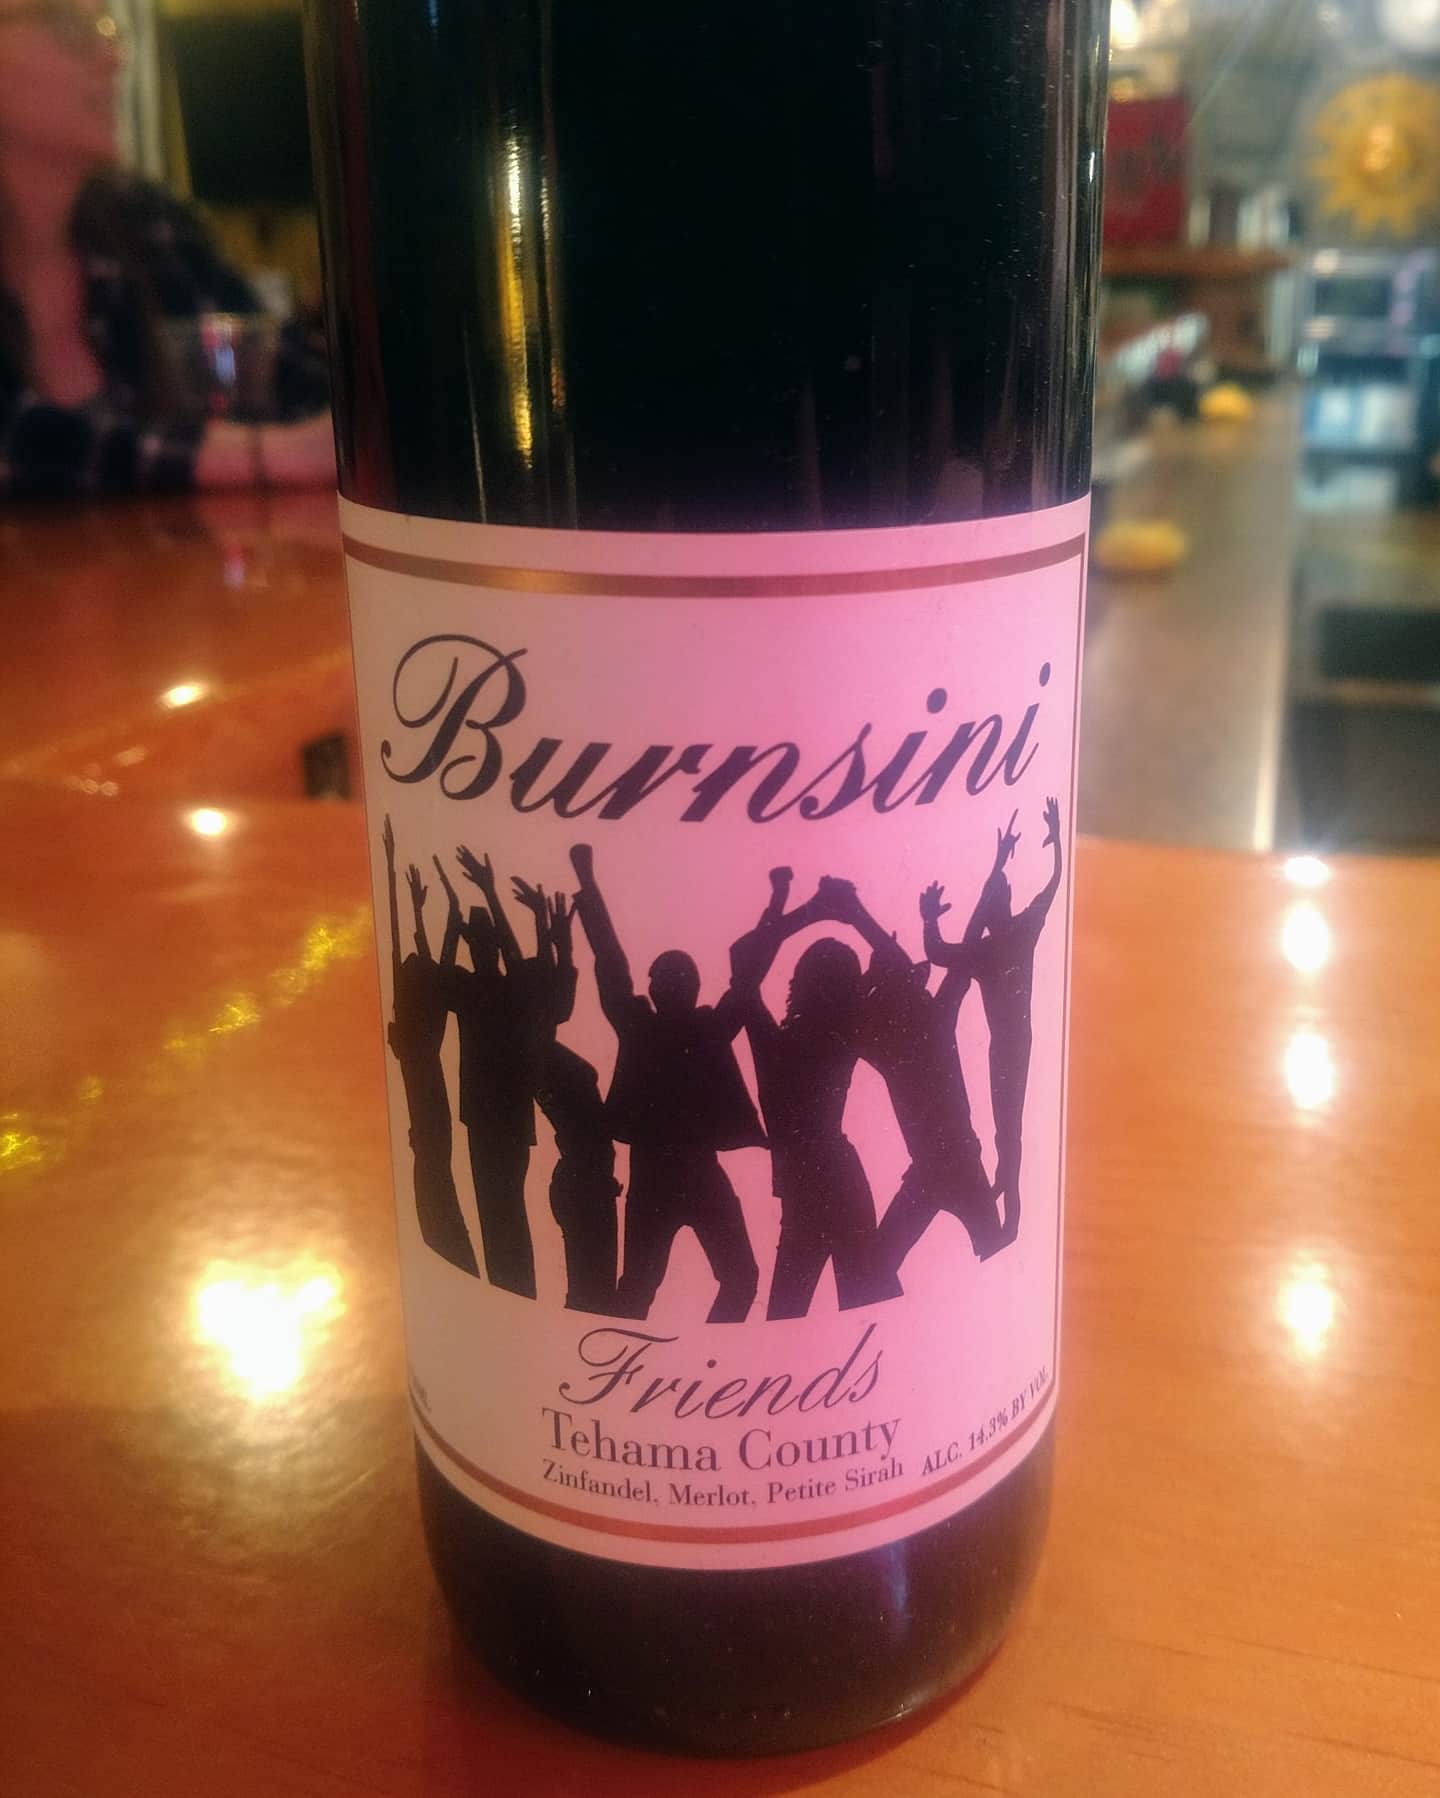 Burnsini
Friends
Tehama County
Zinfandel, Merlot, Petite Sirah
ALC. 14.3% BY VOL.